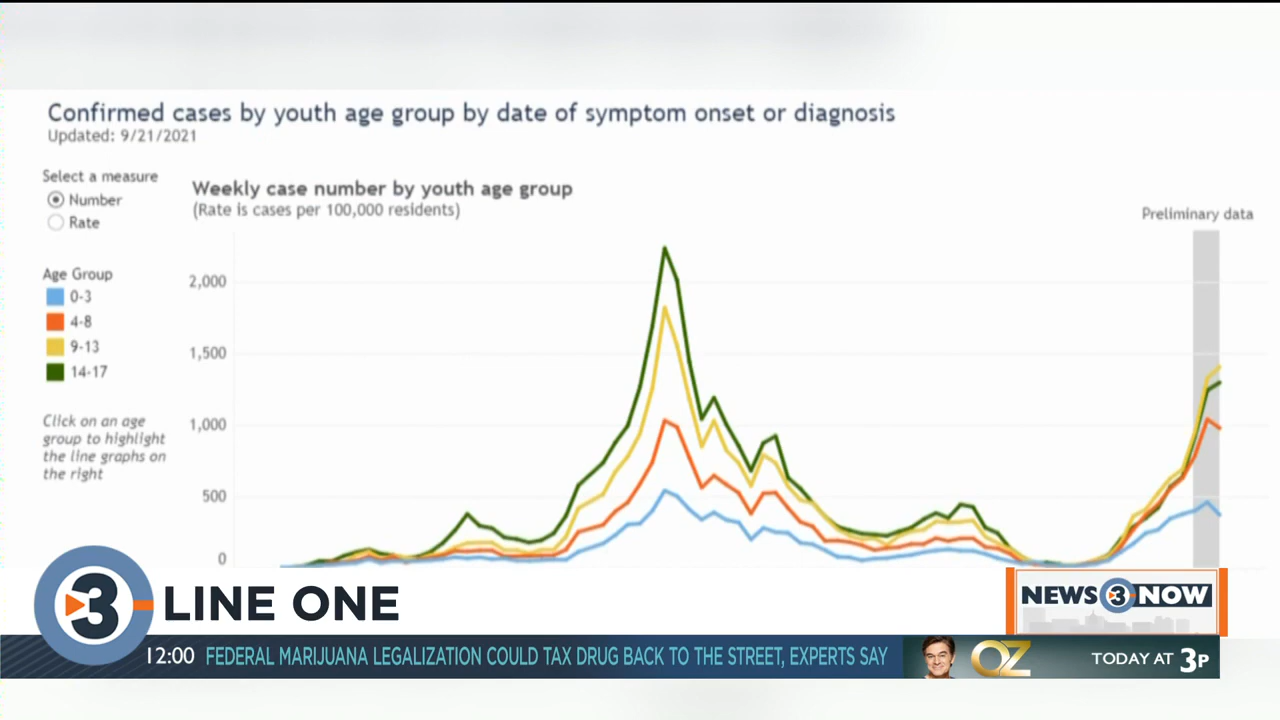 Confirmed cases by youth age group by date of symptom onset or diagnosis
Updated: 9/21/2021
Select a measure
Number
Rate
Weekly case number by youth age group
(Rate is cases per 100,000 residents)
Preliminary data
Age Group
0-3
4-8
9-13
14-17
Click on an age
group to highlight
the line graphs on
the right
2,000
1,500
1,000
500
0
3 LINE ONE
NEWS 3 NOW
12:00 FEDERAL MARIJUANA LEGALIZATION COULD TAX DRUG BACK TO THE STREET, EXPERTS SAY
OZ TODAY AT 3P